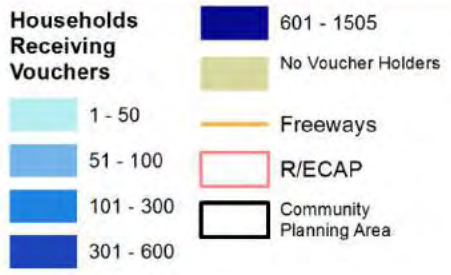 Households
Receiving
Vouchers
1 - 50
51 - 100
101 - 300
301 - 600
601 - 1505
No Voucher Holders
Freeways
R/ECAP
Community
Planning Area